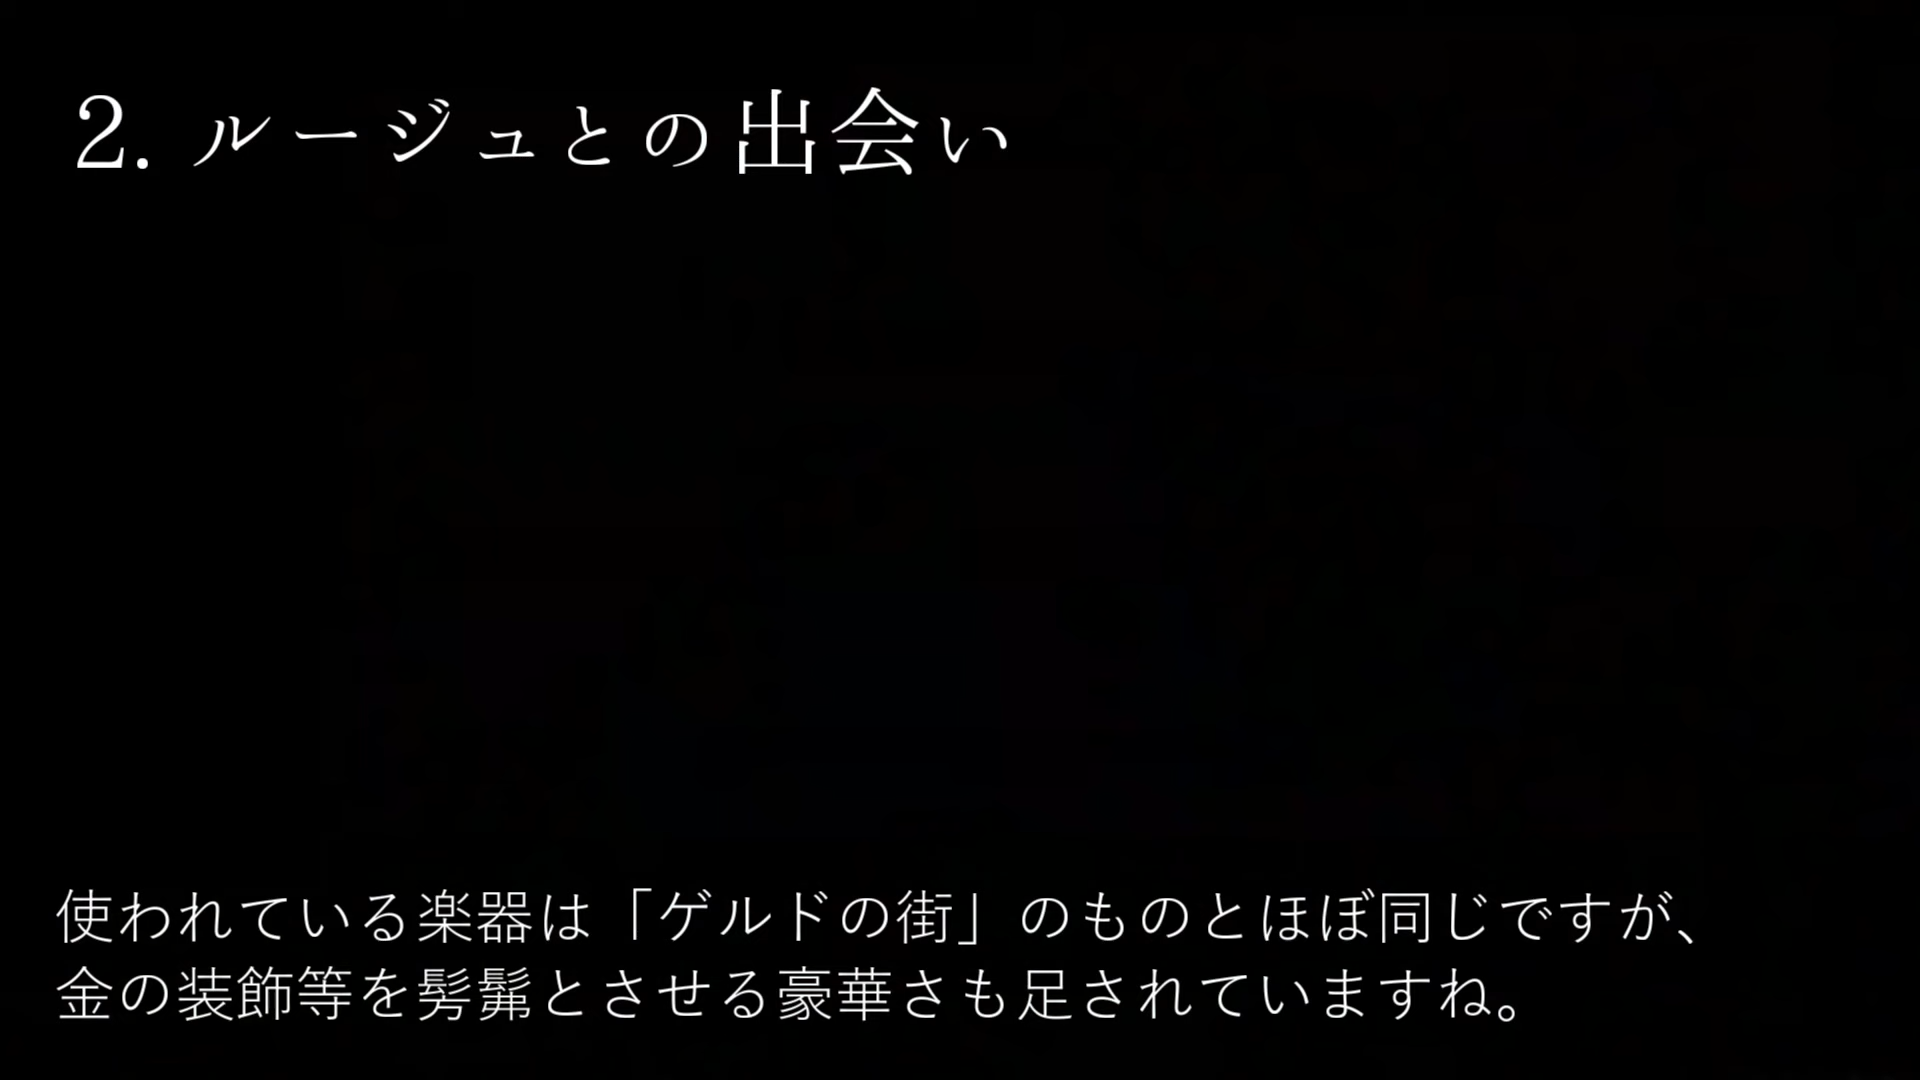 2. ルージュとの出会い
使われている楽器は「ゲルドの街」のものとほぼ同じですが、
金の装飾等を髣髴とさせる豪華さも足されていますね。